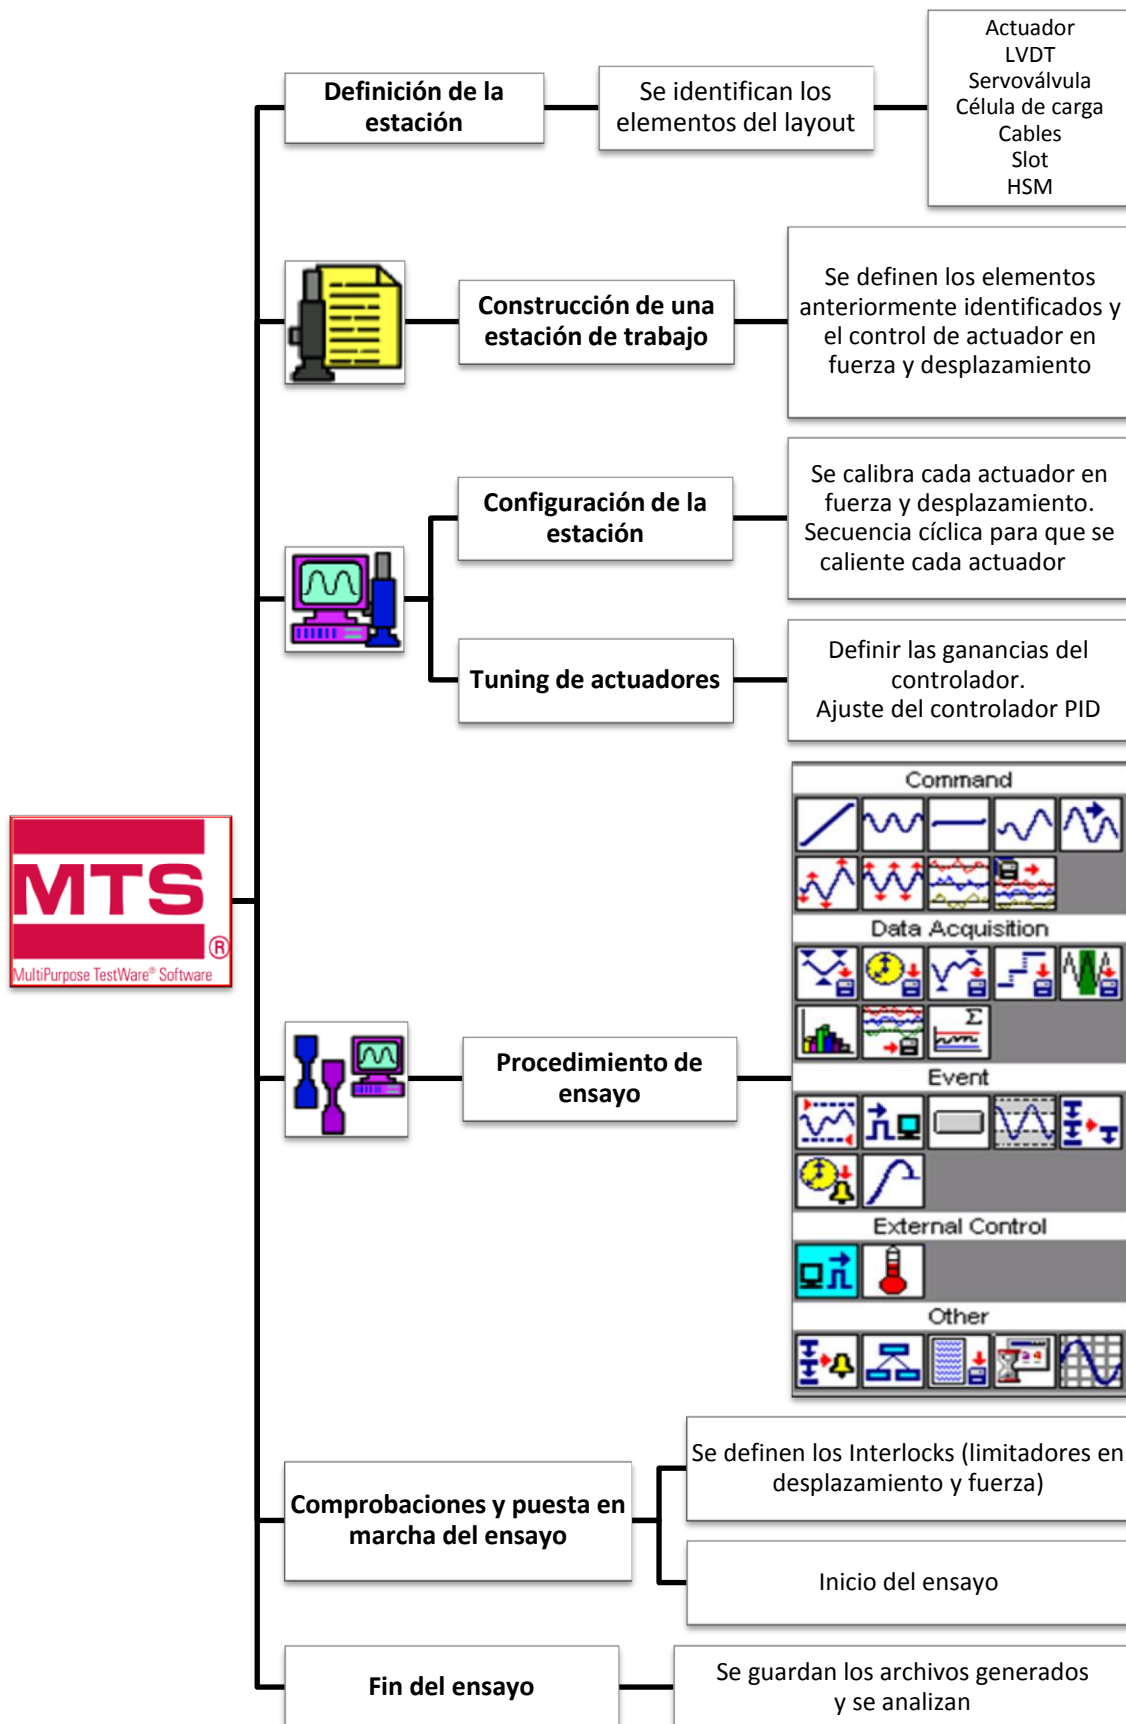 Actuador
LVDT
Servoválvula
Célula de carga
Cables
Slot
HSM
Definición de la
estación
Se identifican los
elementos del layout
Construcción de una
estación de trabajo
Se definen los elementos
anteriormente identificados y
el control de actuador en
fuerza y desplazamiento
Configuración de la
estación
Se calibra cada actuador en
fuerza y desplazamiento.
Secuencia cíclica para que se
caliente cada actuador
Tuning de actuadores
Definir las ganancias del
controlador.
Ajuste del controlador PID
MTS
®
MultiPurpose TestWare® Software
Procedimiento de
ensayo
Command
Data Acquisition
Event
External Control
Other
Comprobaciones y puesta en
marcha del ensayo
Se definen los Interlocks (limitadores en
desplazamiento y fuerza)
Inicio del ensayo
Fin del ensayo
Se guardan los archivos generados
y se analizan